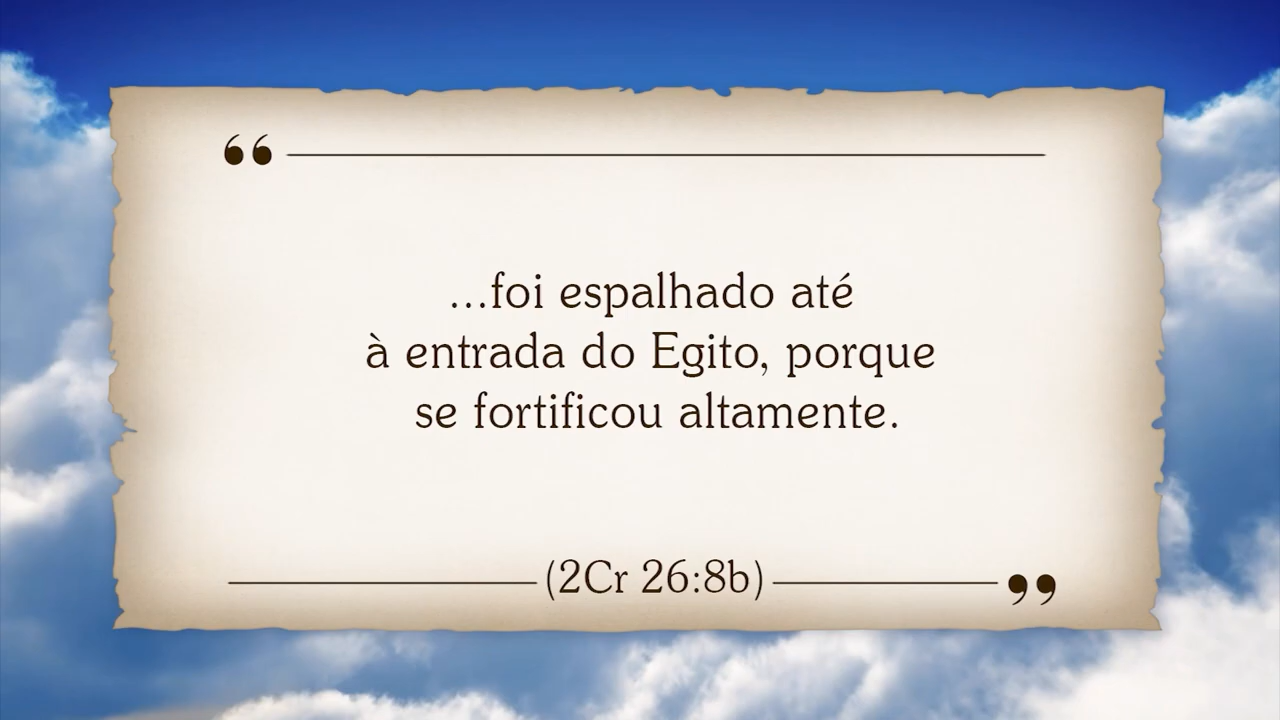 “
...foi espalhado até
à entrada do Egito, porque
se fortificou altamente.
(2Cr 26:8b)
”